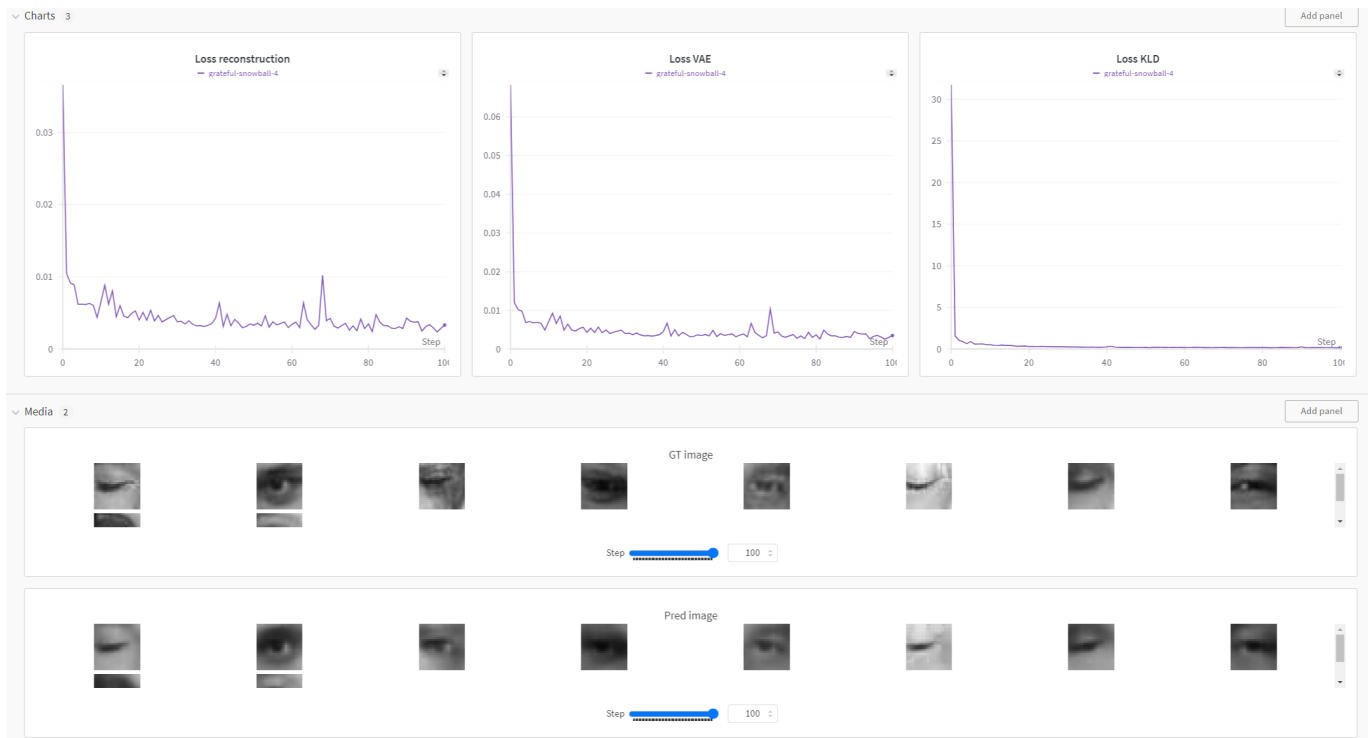 Charts 3
Add panel
Loss reconstruction
grateful-snowball-4
0.03
0.02
0.01
0
0 20 40 60 80 10
Step
Loss VAE
grateful-snowball-4
0.06
0.05
0.04
0.03
0.02
0.01
0
0 20 40 60 80 10
Step
Loss KLD
grateful-snowball-4
30
25
20
15
10
5
0
0 20 40 60 80 10
Step
Media 2
Add panel
GT image
Step 100
Pred image
Step 100